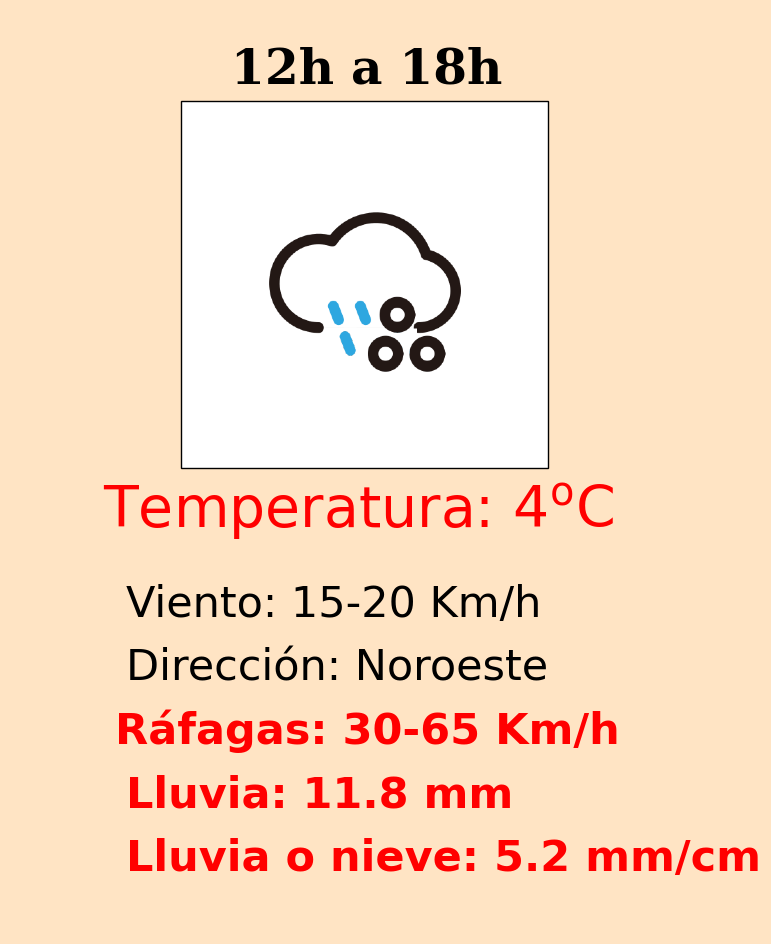 12h a 18h
Temperatura: 4ºC
Viento: 15-20 Km/h
Dirección: Noroeste
Ráfagas: 30-65 Km/h
Lluvia: 11.8 mm
Lluvia o nieve: 5.2 mm/cm